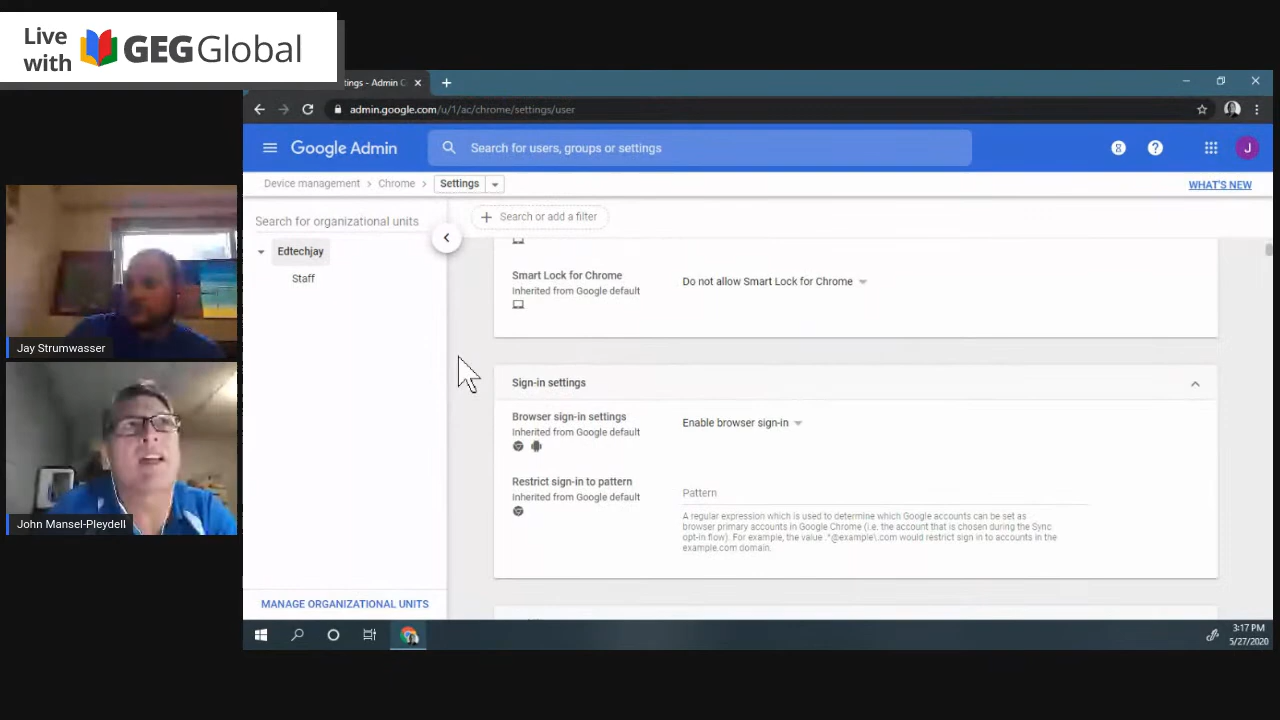 Live
with
GEG Global
ttings - Admin C
admin.google.com/u/1/ac/chrome/settings/user
Google Admin
Search for users, groups or settings
J
Device management > Chrome > Settings
WHAT'S NEW
Search for organizational units
Search or add a filter
Edtechjay
Staff
Smart Lock for Chrome
Inherited from Google default
Do not allow Smart Lock for Chrome
Sign-in settings
Browser sign-in settings
Inherited from Google default
Enable browser sign-in
Restrict sign-in to pattern
Inherited from Google default
Pattern
A regular expression which is used to determine which Google accounts can be set as
browser primary accounts in Google Chrome (i.e. the account that is chosen during the Sync
opt-in flow). For example, the value .*@example\.com would restrict sign in to accounts in the
example.com domain.
MANAGE ORGANIZATIONAL UNITS
Jay Strumwasser
John Mansel-Pleydell
3:17 PM
5/27/2020